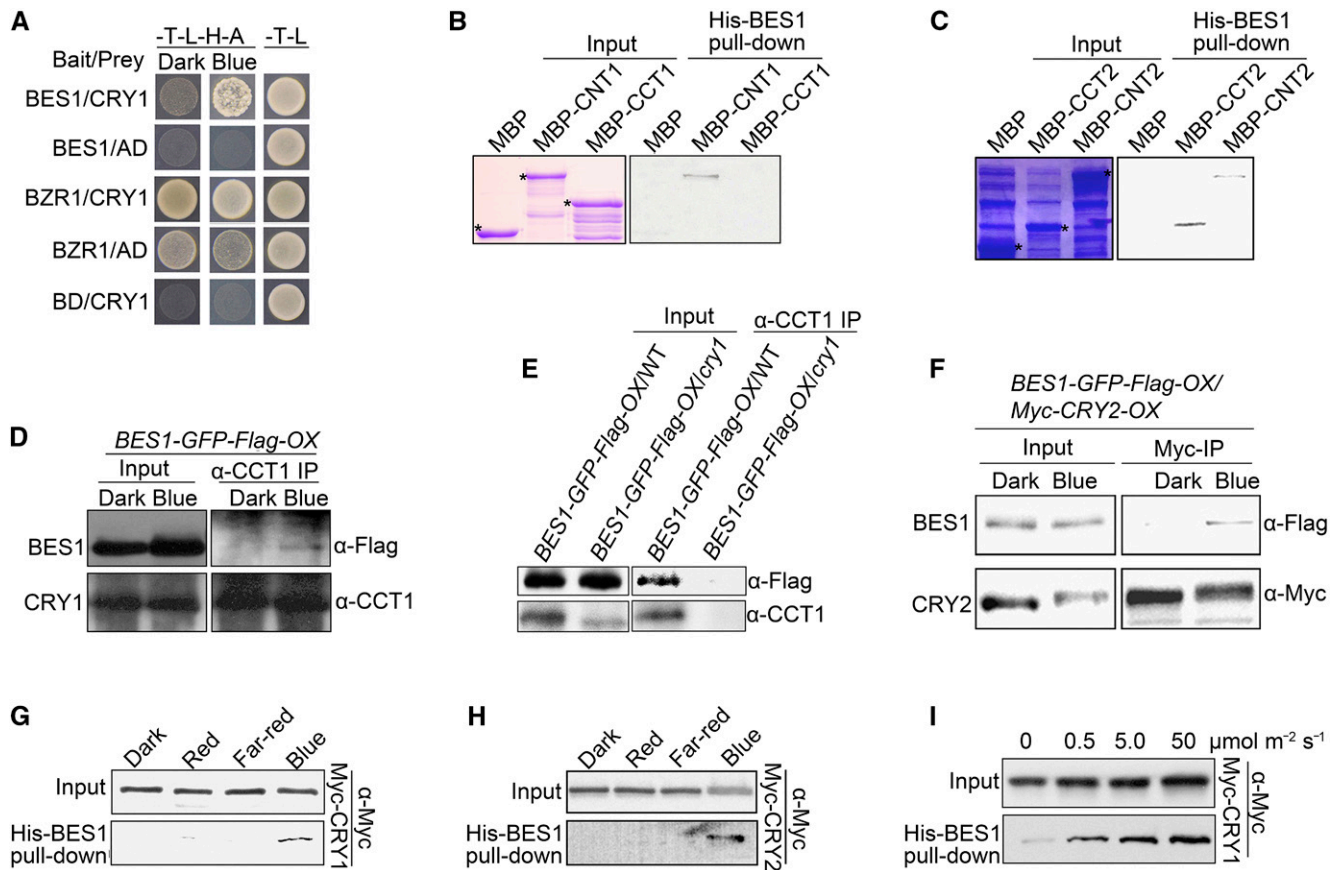 A
-T-L-H-A -T-L
Bait/Prey Dark Blue
BES1/CRY1
BES1/AD
BZR1/CRY1
BZR1/AD
BD/CRY1
B
Input His-BES1
pull-down
MBP MBP-CNT1 MBP-CCT1 MBP MBP-CNT1 MBP-CCT1
* * *
C
Input His-BES1
pull-down
MBP MBP-CCT2 MBP-CNT2 MBP MBP-CCT2 MBP-CNT2
* * *
D
BES1-GFP-Flag-OX
Input α-CCT1 IP
Dark Blue Dark Blue
BES1 α-Flag
CRY1 α-CCT1
E
Input α-CCT1 IP
BES1-GFP-Flag-OX/WT BES1-GFP-Flag-OX/cry1 BES1-GFP-Flag-OX/WT BES1-GFP-Flag-OX/cry1
α-Flag
α-CCT1
F
BES1-GFP-Flag-OX/
Myc-CRY2-OX
Input Myc-IP
Dark Blue Dark Blue
BES1 α-Flag
CRY2 α-Myc
G
Dark Red Far-red Blue
Input
His-BES1
pull-down
Myc-CRY1
α-Myc
H
Dark Red Far-red Blue
Input
His-BES1
pull-down
Myc-CRY2
α-Myc
I
0 0.5 5.0 50 μmol m⁻² s⁻¹
Input
His-BES1
pull-down
Myc-CRY1
α-Myc